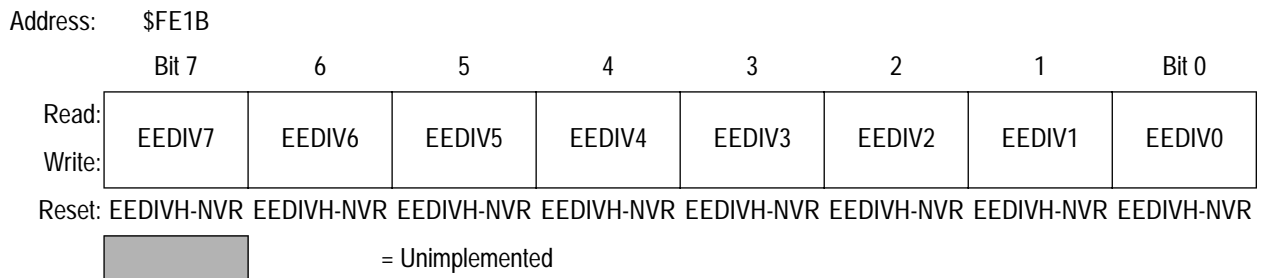 Address: $FE1B
Bit 7 6 5 4 3 2 1 Bit 0
Read:
EEDIV7 EEDIV6 EEDIV5 EEDIV4 EEDIV3 EEDIV2 EEDIV1 EEDIV0
Write:
Reset: EEDIVH-NVR EEDIVH-NVR EEDIVH-NVR EEDIVH-NVR EEDIVH-NVR EEDIVH-NVR EEDIVH-NVR EEDIVH-NVR
= Unimplemented